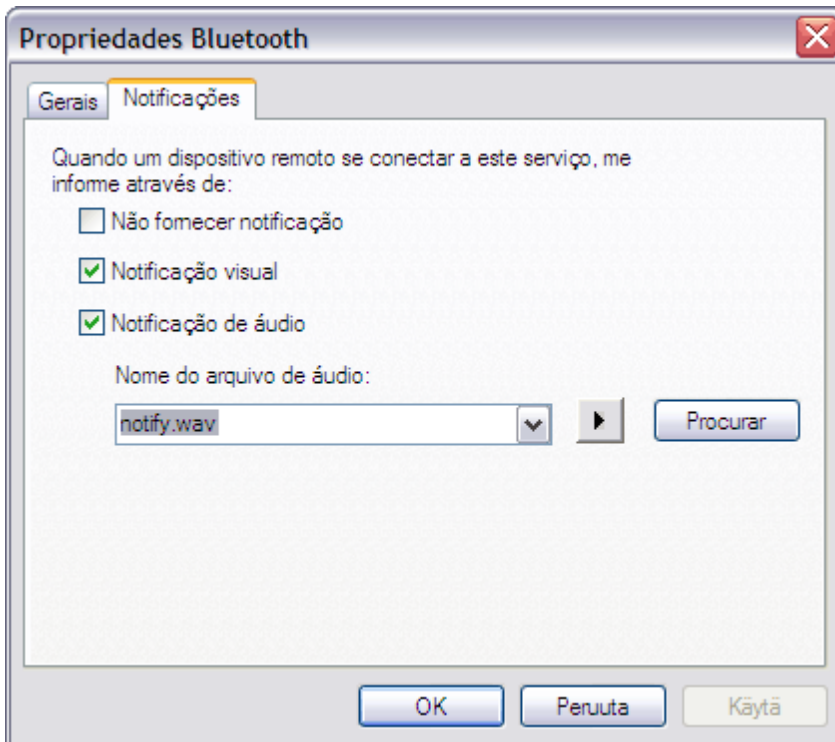 Propriedades Bluetooth
Gerais
Notificações
Quando um dispositivo remoto se conectar a este serviço, me
informe através de:
Não fornecer notificação
Notificação visual
Notificação de áudio
Nome do arquivo de áudio:
notify.wav
Procurar
OK
Peruuta
Käytä